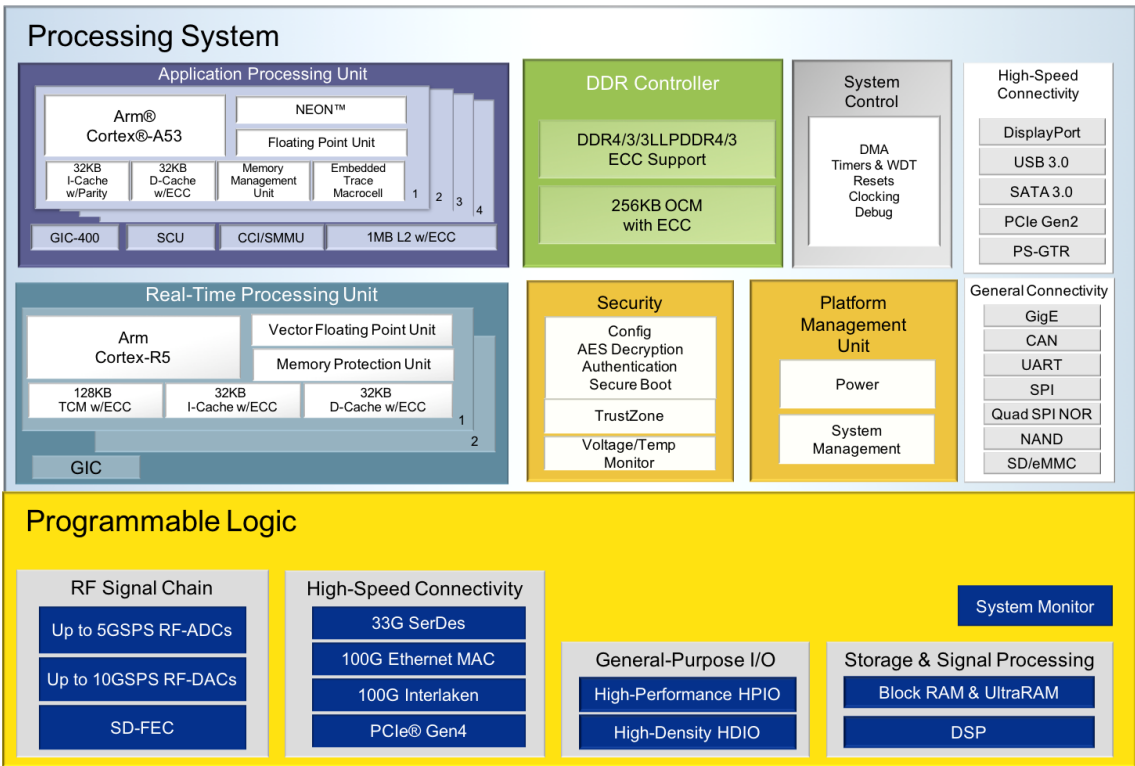 Processing System
Application Processing Unit
Arm®
Cortex®-A53
NEON™
Floating Point Unit
32KB
I-Cache
w/Parity
32KB
D-Cache
w/ECC
Memory
Management
Unit
Embedded
Trace
Macrocell
1
2
3
4
GIC-400
SCU
CCI/SMMU
1MB L2 w/ECC
DDR Controller
DDR4/3/3LLPDDR4/3
ECC Support
256KB OCM
with ECC
System
Control
DMA
Timers & WDT
Resets
Clocking
Debug
High-Speed
Connectivity
DisplayPort
USB 3.0
SATA 3.0
PCIe Gen2
PS-GTR
Real-Time Processing Unit
Arm
Cortex-R5
Vector Floating Point Unit
Memory Protection Unit
128KB
TCM w/ECC
32KB
I-Cache w/ECC
32KB
D-Cache w/ECC
1
2
GIC
Security
Config
AES Decryption
Authentication
Secure Boot
TrustZone
Voltage/Temp
Monitor
Platform
Management
Unit
Power
System
Management
General Connectivity
GigE
CAN
UART
SPI
Quad SPI NOR
NAND
SD/eMMC
Programmable Logic
RF Signal Chain
Up to 5GSPS RF-ADCs
Up to 10GSPS RF-DACs
SD-FEC
High-Speed Connectivity
33G SerDes
100G Ethernet MAC
100G Interlaken
PCIe® Gen4
General-Purpose I/O
High-Performance HPIO
High-Density HDIO
System Monitor
Storage & Signal Processing
Block RAM & UltraRAM
DSP